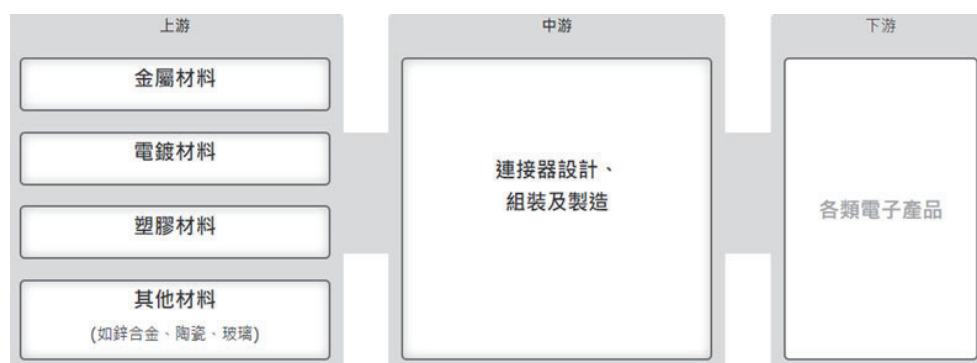 上游
金屬材料
電鍍材料
塑膠材料
其他材料
(如鋅合金、陶瓷、玻璃)
中游
連接器設計、
組裝及製造
下游
各類電子產品